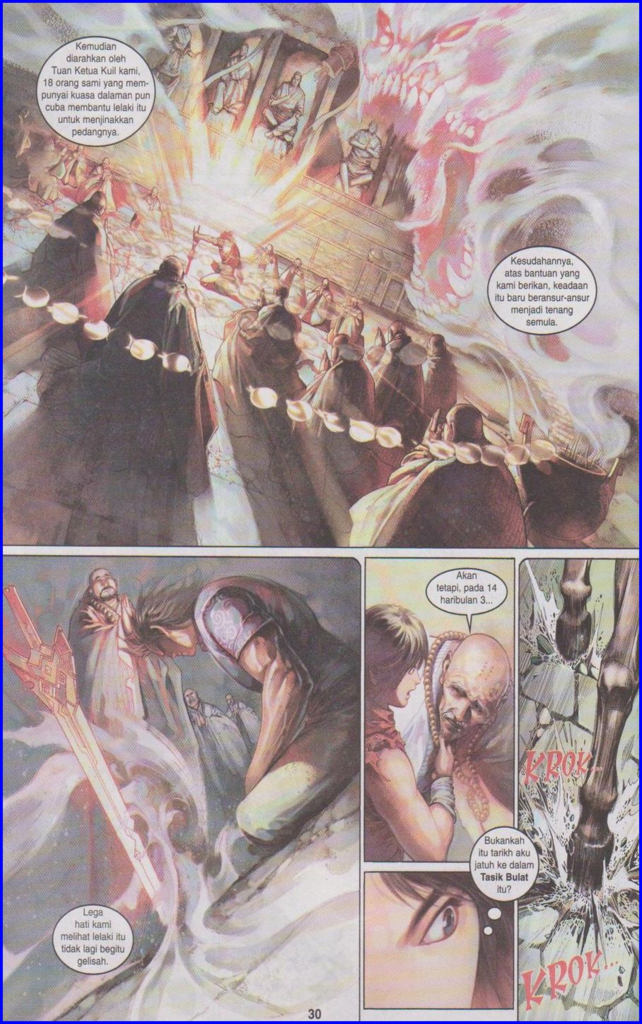 Kemudian
diarahkan oleh
Tuan Ketua Kuil kami,
18 orang sami yang mem-
punyai kuasa dalaman pun
cuba membantu lelaki itu
untuk menjinakkan
pedangnya.
Kesudahannya,
atas bantuan yang
kami berikan, keadaan
itu baru beransur-ansur
menjadi tenang
semula.
Lega
hati kami
melihat lelaki itu
tidak lagi begitu
gelisah.
Akan
tetapi, pada 14
haribulan 3...
Bukankah
itu tarikh aku
jatuh ke dalam
Tasik Bulat
itu?
KROK...
KROK...
30